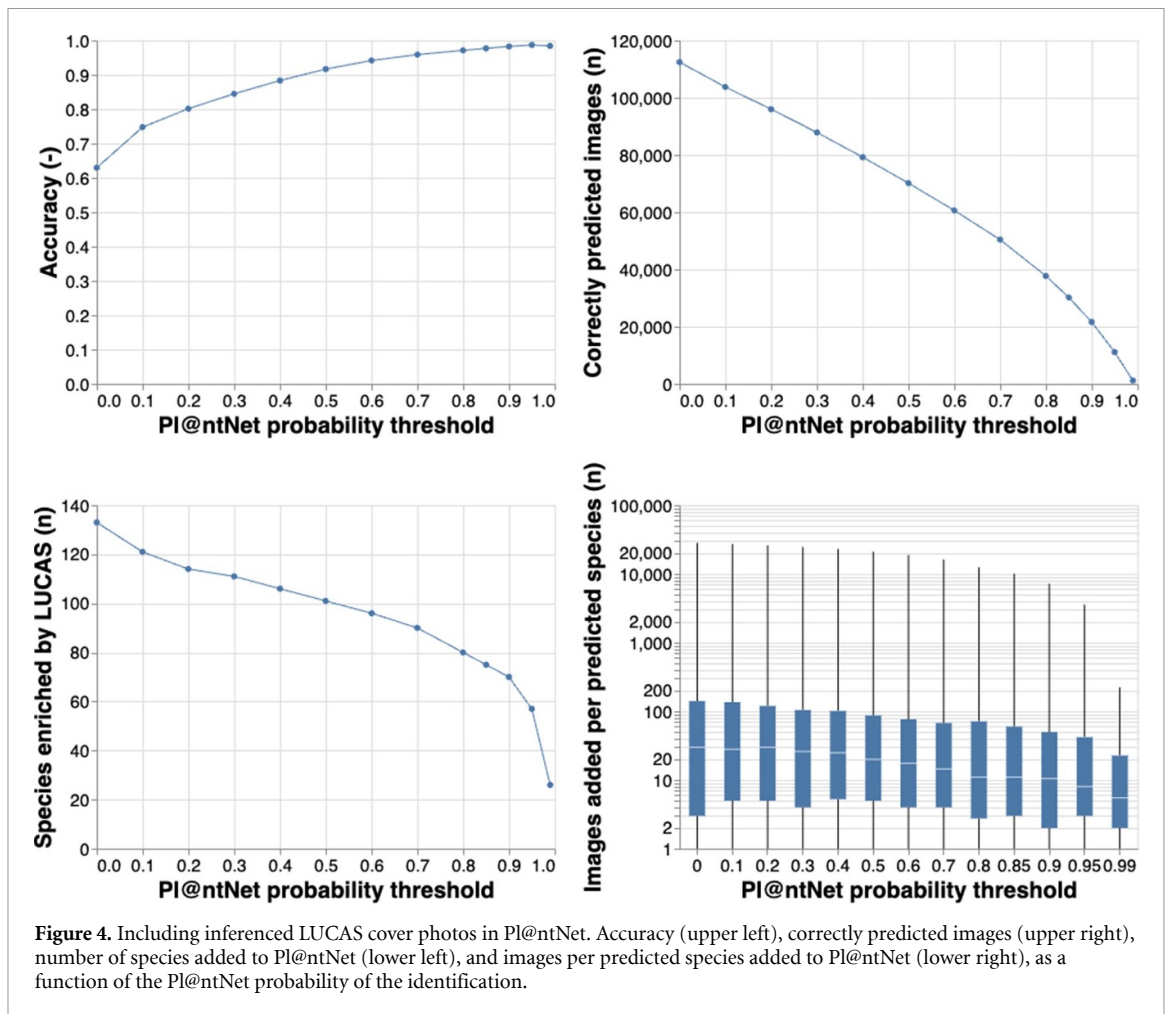 Accuracy (-)
1.0
0.9
0.8
0.7
0.6
0.5
0.4
0.3
0.2
0.1
0.0
0.0 0.1 0.2 0.3 0.4 0.5 0.6 0.7 0.8 0.9 1.0
Pl@ntNet probability threshold
Correctly predicted images (n)
120,000
100,000
80,000
60,000
40,000
20,000
0
0.0 0.1 0.2 0.3 0.4 0.5 0.6 0.7 0.8 0.9 1.0
Pl@ntNet probability threshold
Species enriched by LUCAS (n)
140
120
100
80
60
40
20
0
0.0 0.1 0.2 0.3 0.4 0.5 0.6 0.7 0.8 0.9 1.0
Pl@ntNet probability threshold
Images added per predicted species (n)
100,000
20,000
10,000
2,000
1,000
200
100
20
10
2
1
0 0.1 0.2 0.3 0.4 0.5 0.6 0.7 0.8 0.85 0.9 0.95 0.99
Pl@ntNet probability threshold
Figure 4. Including inferenced LUCAS cover photos in Pl@ntNet. Accuracy (upper left), correctly predicted images (upper right),
number of species added to Pl@ntNet (lower left), and images per predicted species added to Pl@ntNet (lower right), as a
function of the Pl@ntNet probability of the identification.